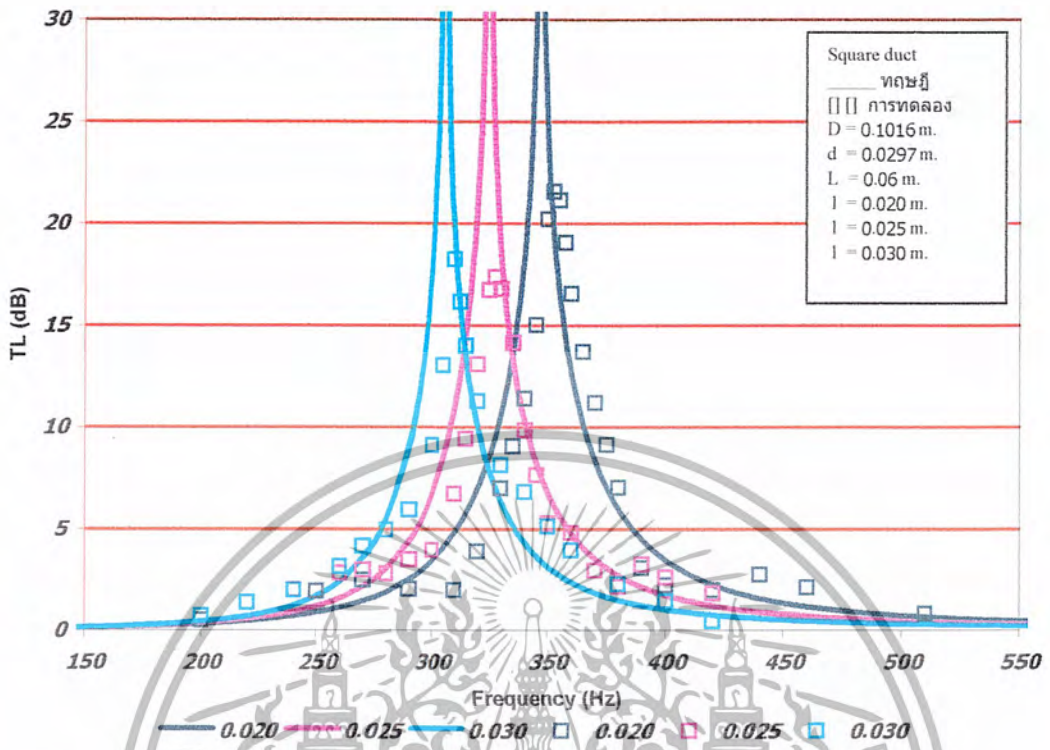 30
25
20
15
10
5
0
TL (dB)
Square duct
______ ทฤษฎี
[] [] การทดลอง
D = 0.1016 m.
d = 0.0297 m.
L = 0.06 m.
l = 0.020 m.
l = 0.025 m.
l = 0.030 m.
150 200 250 300 350 400 450 500 550
Frequency (Hz)
0.020 0.025 0.030 0.020 0.025 0.030